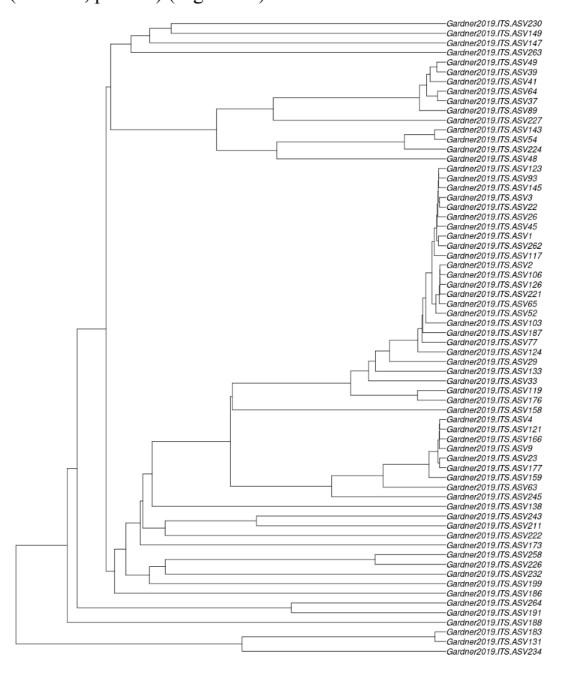 Gardner2019.ITS.ASV230
Gardner2019.ITS.ASV149
Gardner2019.ITS.ASV147
Gardner2019.ITS.ASV263
Gardner2019.ITS.ASV49
Gardner2019.ITS.ASV39
Gardner2019.ITS.ASV41
Gardner2019.ITS.ASV64
Gardner2019.ITS.ASV37
Gardner2019.ITS.ASV89
Gardner2019.ITS.ASV227
Gardner2019.ITS.ASV143
Gardner2019.ITS.ASV54
Gardner2019.ITS.ASV224
Gardner2019.ITS.ASV48
Gardner2019.ITS.ASV123
Gardner2019.ITS.ASV93
Gardner2019.ITS.ASV145
Gardner2019.ITS.ASV3
Gardner2019.ITS.ASV22
Gardner2019.ITS.ASV26
Gardner2019.ITS.ASV45
Gardner2019.ITS.ASV1
Gardner2019.ITS.ASV262
Gardner2019.ITS.ASV117
Gardner2019.ITS.ASV2
Gardner2019.ITS.ASV106
Gardner2019.ITS.ASV126
Gardner2019.ITS.ASV221
Gardner2019.ITS.ASV65
Gardner2019.ITS.ASV52
Gardner2019.ITS.ASV103
Gardner2019.ITS.ASV187
Gardner2019.ITS.ASV77
Gardner2019.ITS.ASV124
Gardner2019.ITS.ASV29
Gardner2019.ITS.ASV133
Gardner2019.ITS.ASV33
Gardner2019.ITS.ASV119
Gardner2019.ITS.ASV176
Gardner2019.ITS.ASV158
Gardner2019.ITS.ASV4
Gardner2019.ITS.ASV121
Gardner2019.ITS.ASV166
Gardner2019.ITS.ASV9
Gardner2019.ITS.ASV23
Gardner2019.ITS.ASV177
Gardner2019.ITS.ASV159
Gardner2019.ITS.ASV63
Gardner2019.ITS.ASV245
Gardner2019.ITS.ASV138
Gardner2019.ITS.ASV243
Gardner2019.ITS.ASV211
Gardner2019.ITS.ASV222
Gardner2019.ITS.ASV173
Gardner2019.ITS.ASV258
Gardner2019.ITS.ASV226
Gardner2019.ITS.ASV232
Gardner2019.ITS.ASV199
Gardner2019.ITS.ASV186
Gardner2019.ITS.ASV264
Gardner2019.ITS.ASV191
Gardner2019.ITS.ASV188
Gardner2019.ITS.ASV183
Gardner2019.ITS.ASV131
Gardner2019.ITS.ASV234